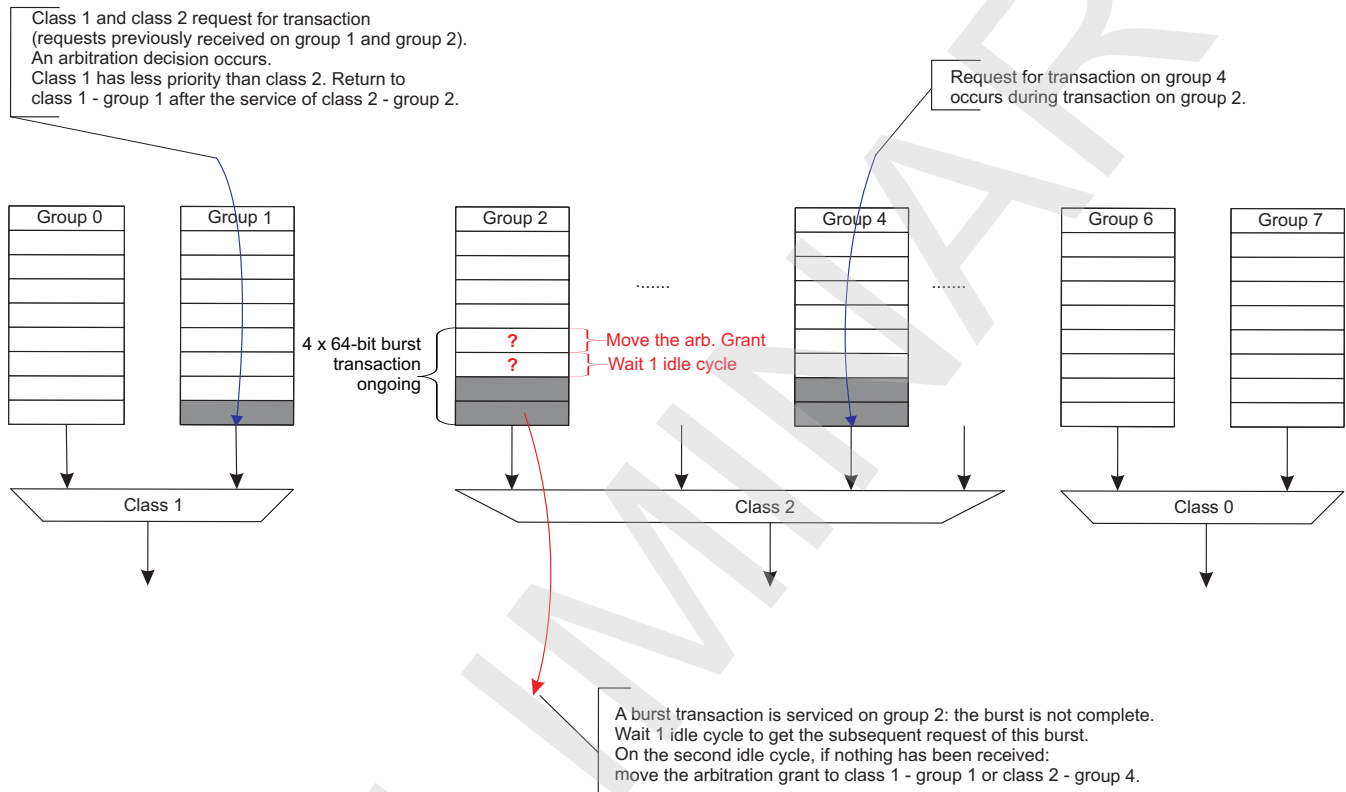 Class 1 and class 2 request for transaction
(requests previously received on group 1 and group 2).
An arbitration decision occurs.
Class 1 has less priority than class 2. Return to
class 1 - group 1 after the service of class 2 - group 2.
Request for transaction on group 4
occurs during transaction on group 2.
Group 0
Group 1
Group 2
Group 4
Group 6
Group 7
.......
.......
4 x 64-bit burst
transaction
ongoing
?
Move the arb. Grant
?
Wait 1 idle cycle
Class 1
Class 2
Class 0
A burst transaction is serviced on group 2: the burst is not complete.
Wait 1 idle cycle to get the subsequent request of this burst.
On the second idle cycle, if nothing has been received:
move the arbitration grant to class 1 - group 1 or class 2 - group 4.